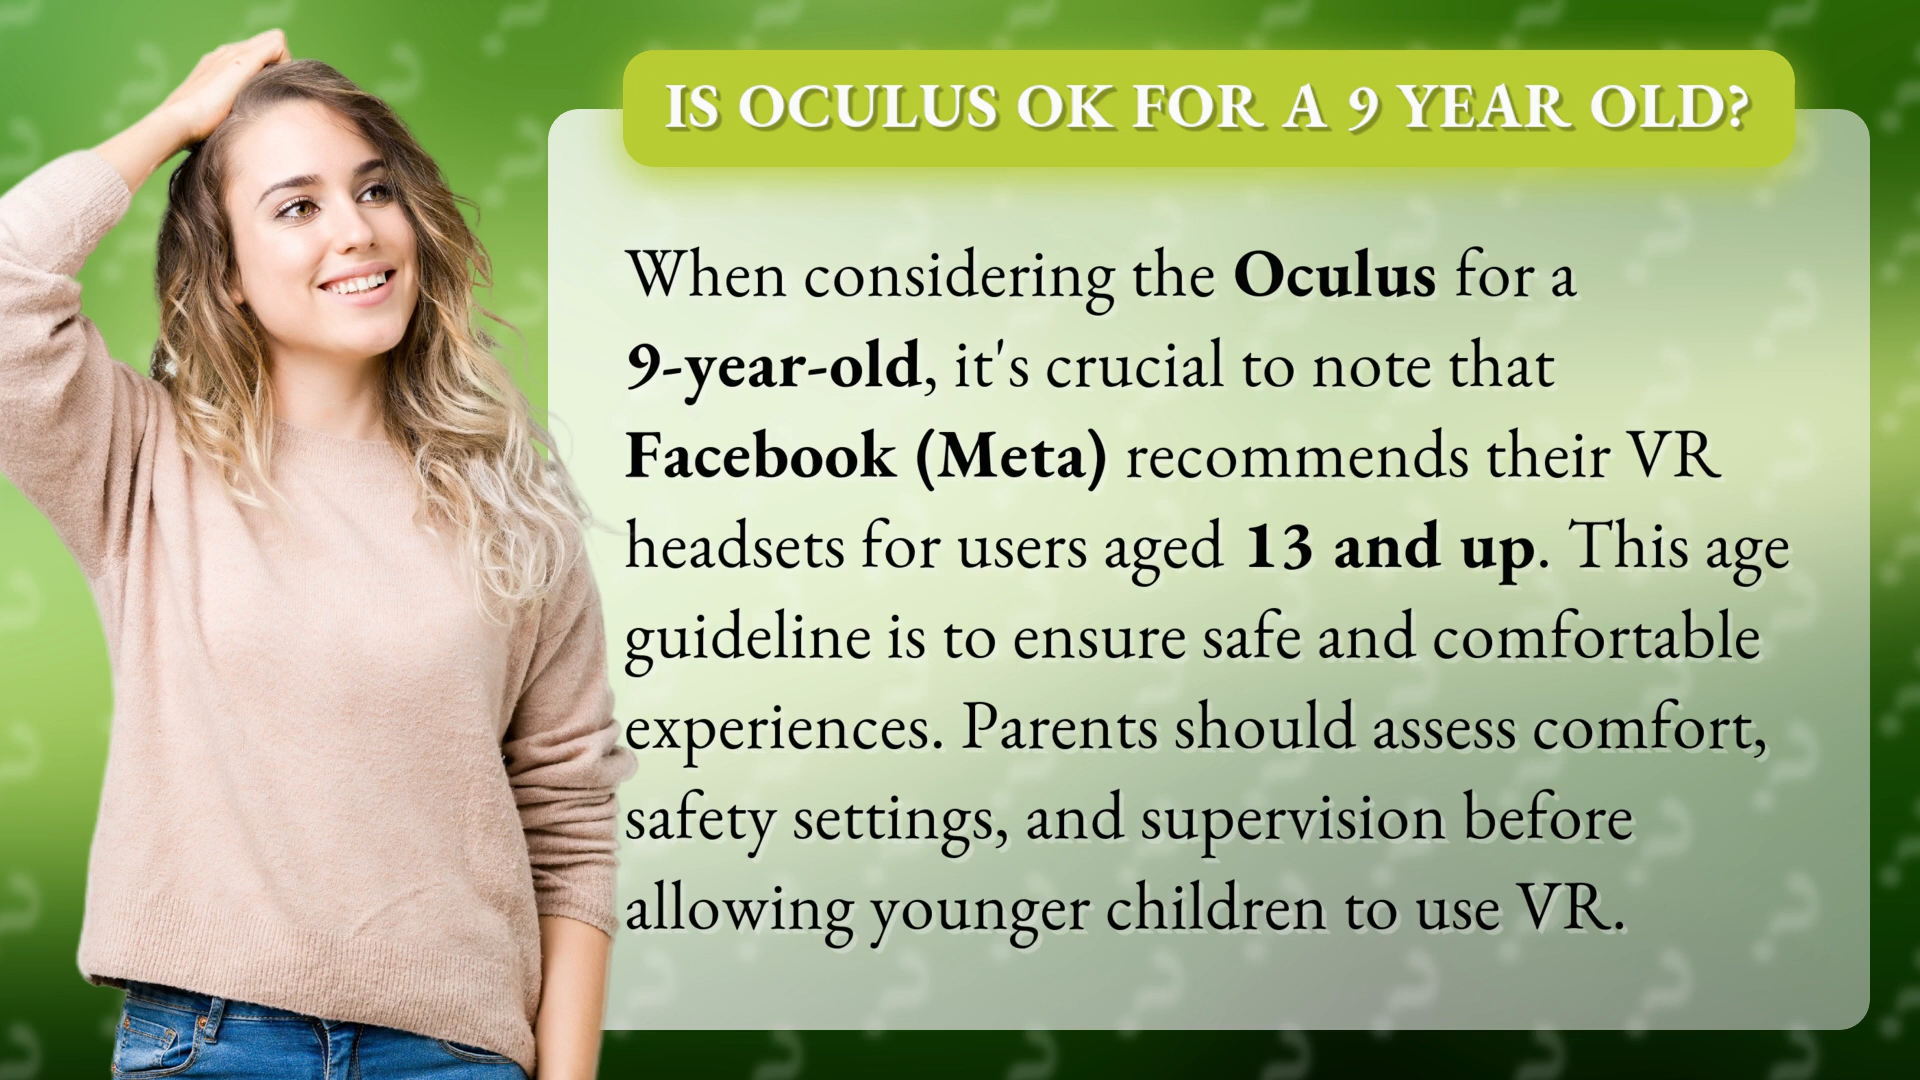 IS OCULUS OK FOR A 9 YEAR OLD?
When considering the Oculus for a
9-year-old, it's crucial to note that
Facebook (Meta) recommends their VR
headsets for users aged 13 and up. This age
guideline is to ensure safe and comfortable
experiences. Parents should assess comfort,
safety settings, and supervision before
allowing younger children to use VR.